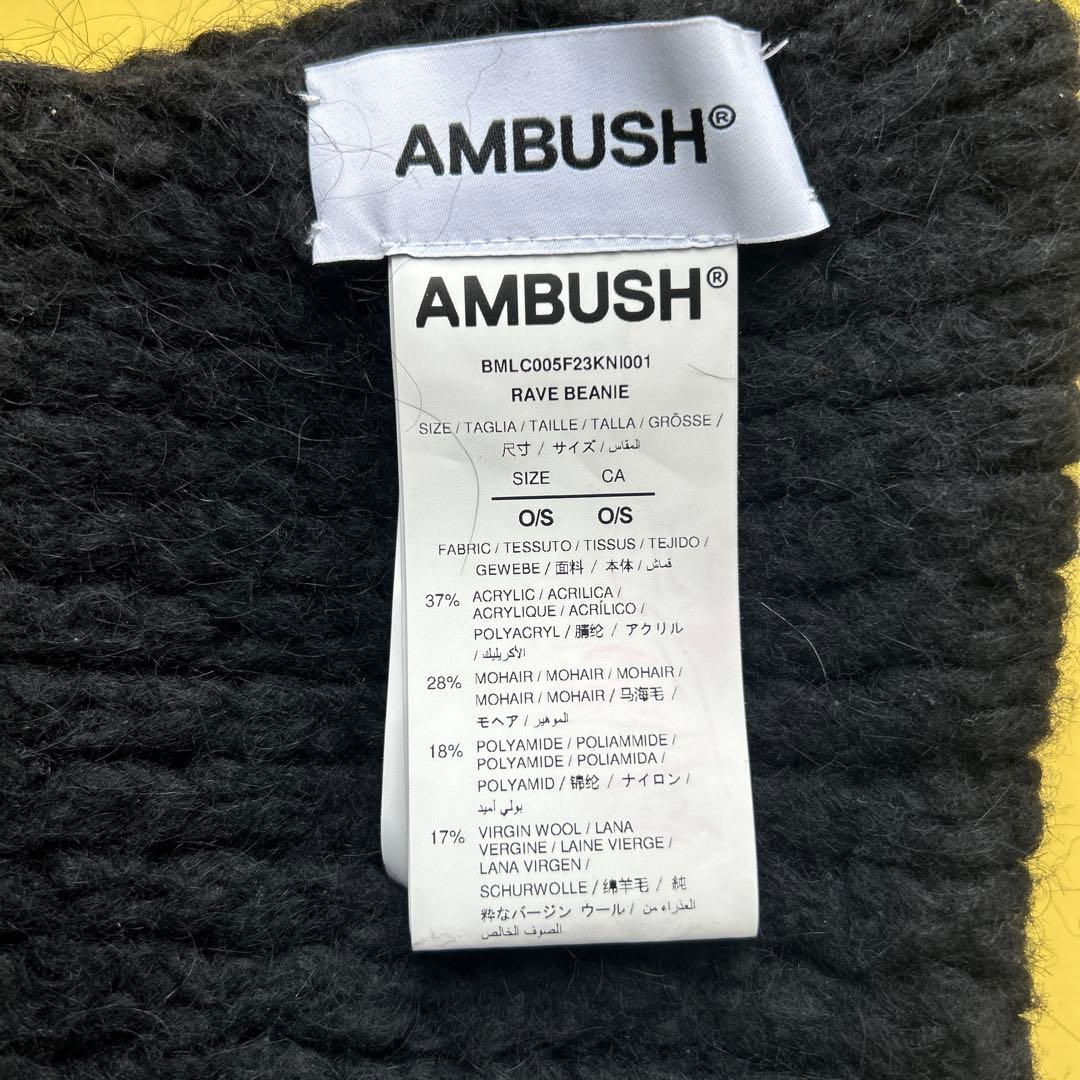 AMBUSH®
AMBUSH®
BMLC005F23KNI001
RAVE BEANIE
SIZE / TAGLIA / TAILLE / TALLA / GRÖSSE /
尺寸 / サイズ / المقاس
SIZE CA
O/S O/S
FABRIC / TESSUTO / TISSUS / TEJIDO /
GEWEBE / 面料 / 本体 / قماش
37% ACRYLIC / ACRILICA /
ACRYLIQUE / ACRÍLICO /
POLYACRYL / 腈纶 / アクリル
/ الأكريليك
28% MOHAIR / MOHAIR / MOHAIR /
MOHAIR / MOHAIR / 马海毛 /
モヘア / الموهير
18% POLYAMIDE / POLIAMMIDE /
POLYAMIDE / POLIAMIDA /
POLYAMID / 锦纶 / ナイロン /
بولي أميد
17% VIRGIN WOOL / LANA
VERGINE / LAINE VIERGE /
LANA VIRGEN /
SCHURWOLLE / 绵羊毛 / 純
粋なバージン ウール / العذراء من
الصوف الخالص